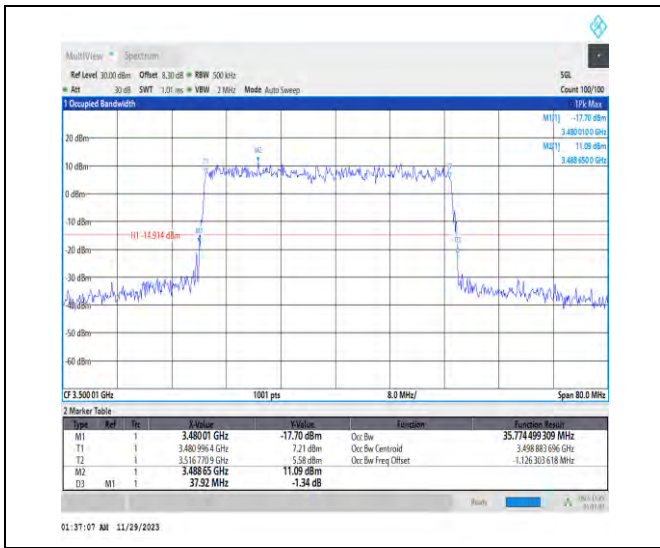 MultiView Spectrum
Ref Level 30.00 dBm Offset 8.30 dB RBW 500 kHz SGL
Att 30 dB SWT 1.01 ms VBW 2 MHz Mode Auto Sweep Count 100/100
1 Occupied Bandwidth 1Pk Max
M1[1] -17.70 dBm
3.480 010 0 GHz
M2[1] 11.09 dBm
3.488 650 0 GHz
20 dBm
M2
T1
10 dBm
0 dBm
-10 dBm
M1
H1 -14.914 dBm
-20 dBm
-30 dBm
-40 dBm
-50 dBm
-60 dBm
CF 3.500 01 GHz 1001 pts 8.0 MHz/ Span 80.0 MHz
2 Marker Table
Type Ref Trc X-Value Y-Value Function Function Result
M1 1 3.480 01 GHz -17.70 dBm Occ Bw 35.774 499 309 MHz
T1 1 3.480 996 4 GHz 7.21 dBm Occ Bw Centroid 3.498 883 696 GHz
T2 1 3.516 770 9 GHz 5.58 dBm Occ Bw Freq Offset -1.126 303 618 MHz
M2 1 3.488 65 GHz 11.09 dBm
D3 M1 1 37.92 MHz -1.34 dB
Ready
01:37:07 AM 11/29/2023